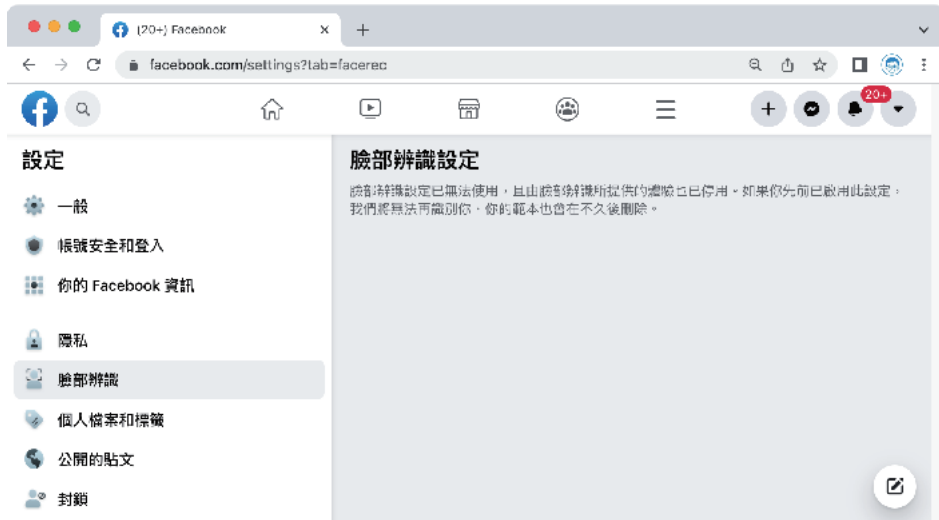 (20+) Facebook
facebook.com/settings?tab=facerec
20+
設定
一般
帳號安全和登入
你的 Facebook 資訊
隱私
臉部辨識
個人檔案和標籤
公開的貼文
封鎖
臉部辨識設定
臉部辨識設定已無法使用，且由臉部辨識所提供的體驗也已停用。如果你先前已啟用此設定，
我們將無法再識別你，你的範本也會在不久後刪除。